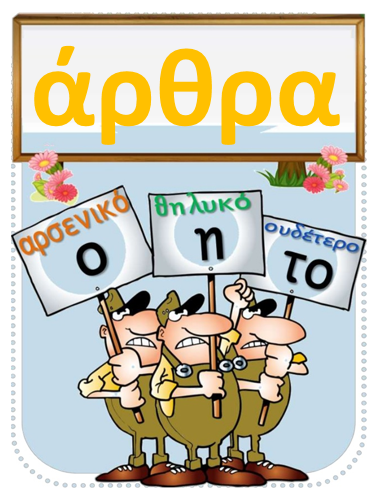 άρθρα
αρσενικό
ο
θηλυκό
η
ουδέτερο
το